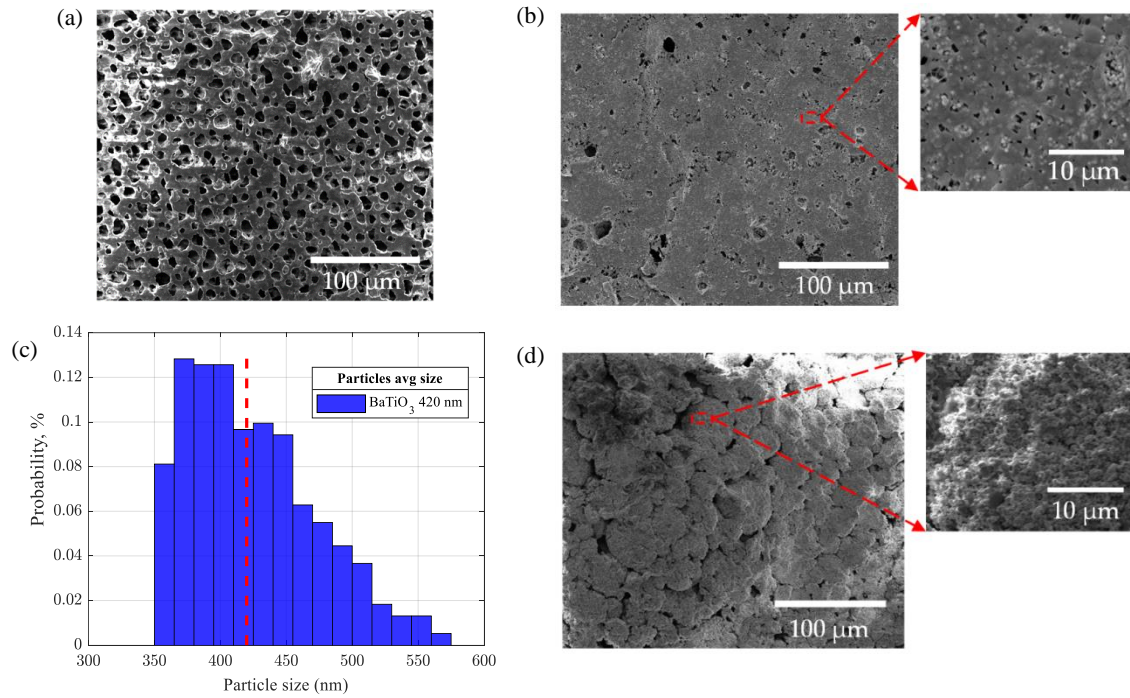 (a)
100 μm
(b)
100 μm
10 μm
(c)
0.14
0.12
0.1
0.08
0.06
0.04
0.02
0
Probability, %
Particles avg size
BaTiO₃ 420 nm
300
350
400
450
500
550
600
Particle size (nm)
(d)
100 μm
10 μm